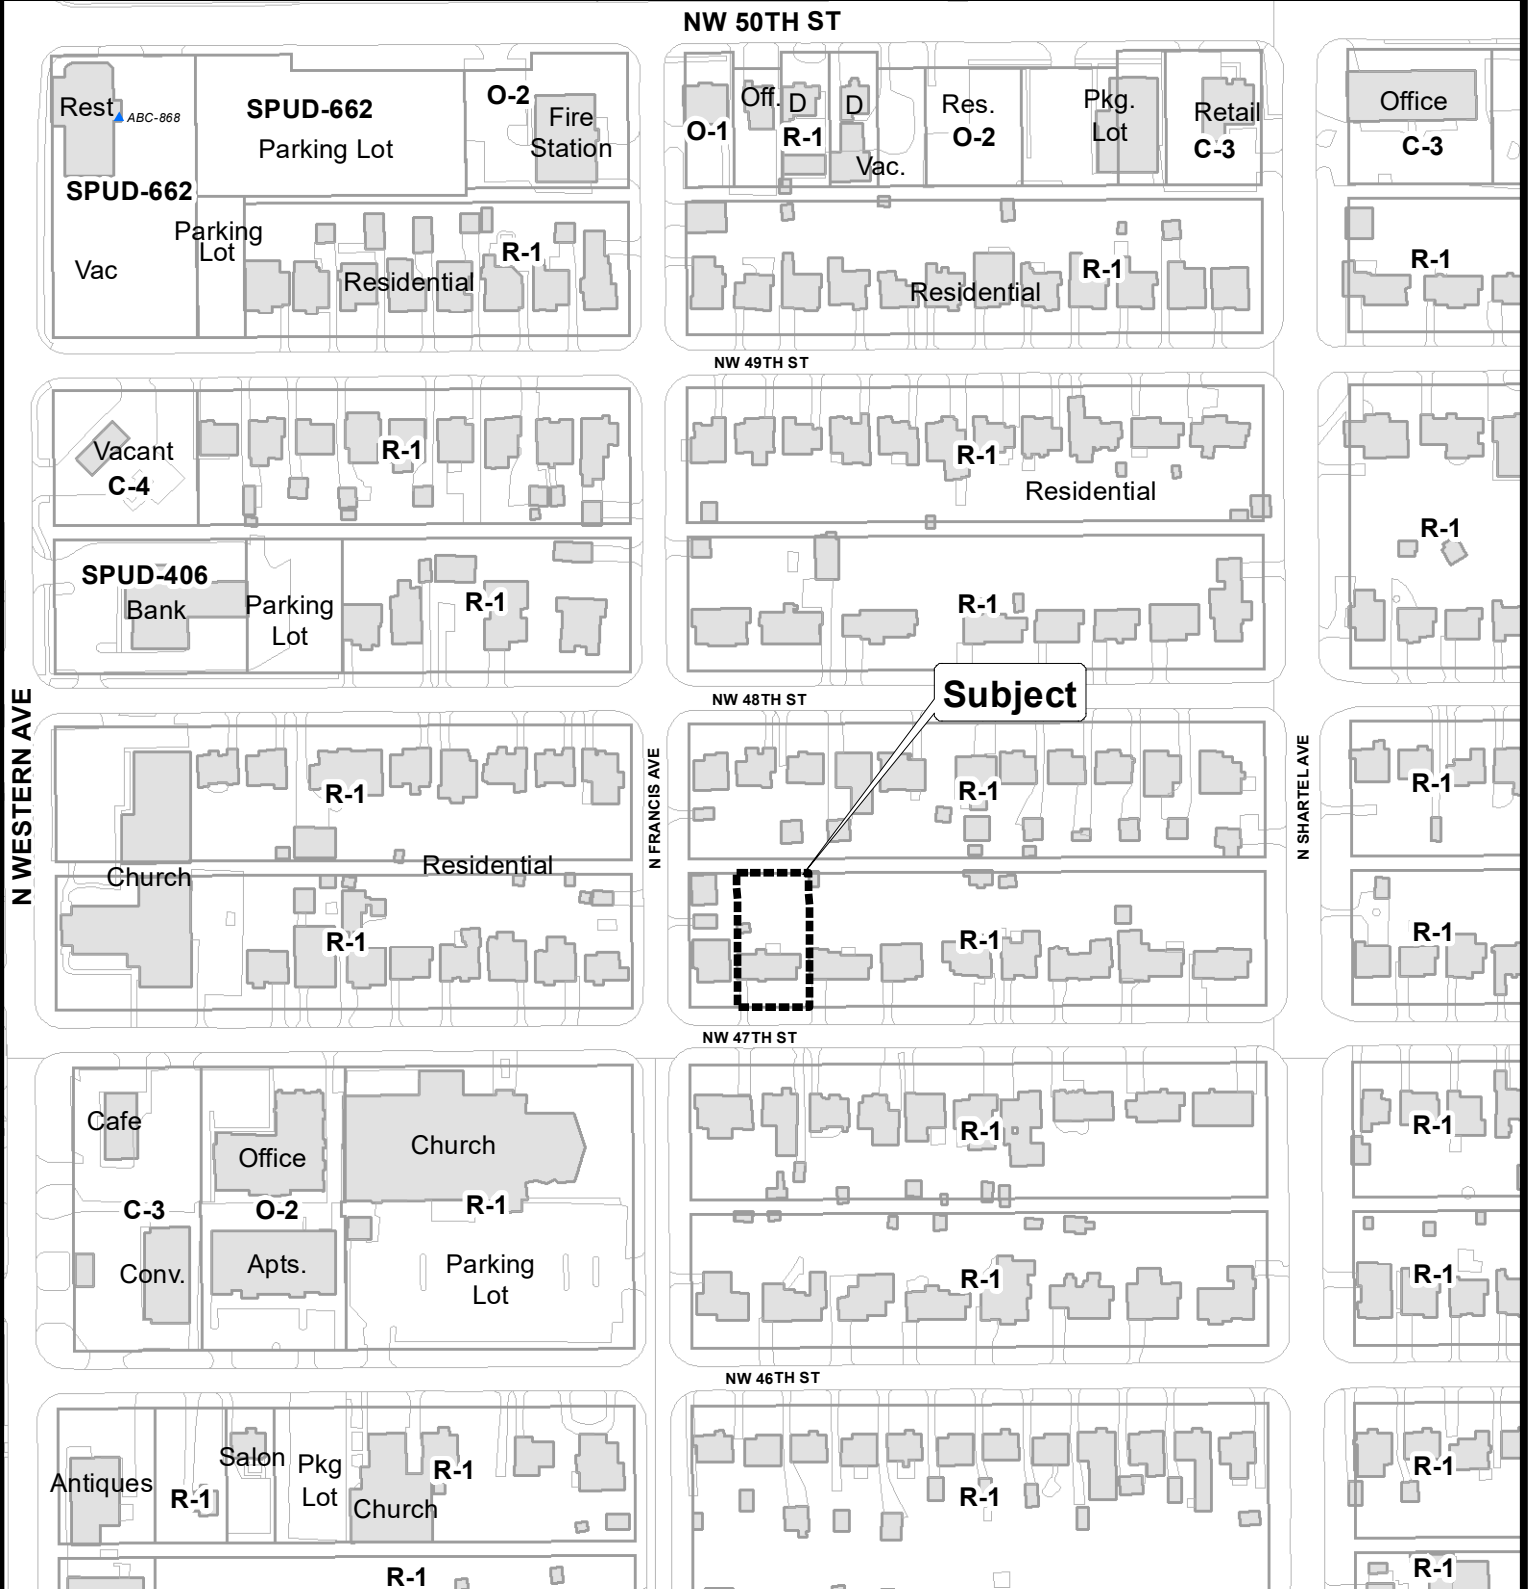 NW 50TH ST
Rest
ABC-868
SPUD-662
Parking Lot
O-2
Fire
Station
SPUD-662
Vac
Parking
Lot
Residential
R-1
O-1
Off.
D
R-1
D
Vac.
Res.
O-2
Pkg.
Lot
Retail
C-3
Office
C-3
Residential
R-1
R-1
NW 49TH ST
Vacant
C-4
R-1
R-1
Residential
R-1
SPUD-406
Bank
Parking
Lot
R-1
R-1
Subject
NW 48TH ST
N WESTERN AVE
N FRANCIS AVE
N SHARTEL AVE
R-1
R-1
R-1
Church
Residential
R-1
R-1
R-1
NW 47TH ST
Cafe
Office
Church
C-3
O-2
R-1
Conv.
Apts.
Parking
Lot
R-1
R-1
R-1
R-1
NW 46TH ST
Antiques
R-1
Salon
Pkg
Lot
Church
R-1
R-1
R-1
R-1
R-1